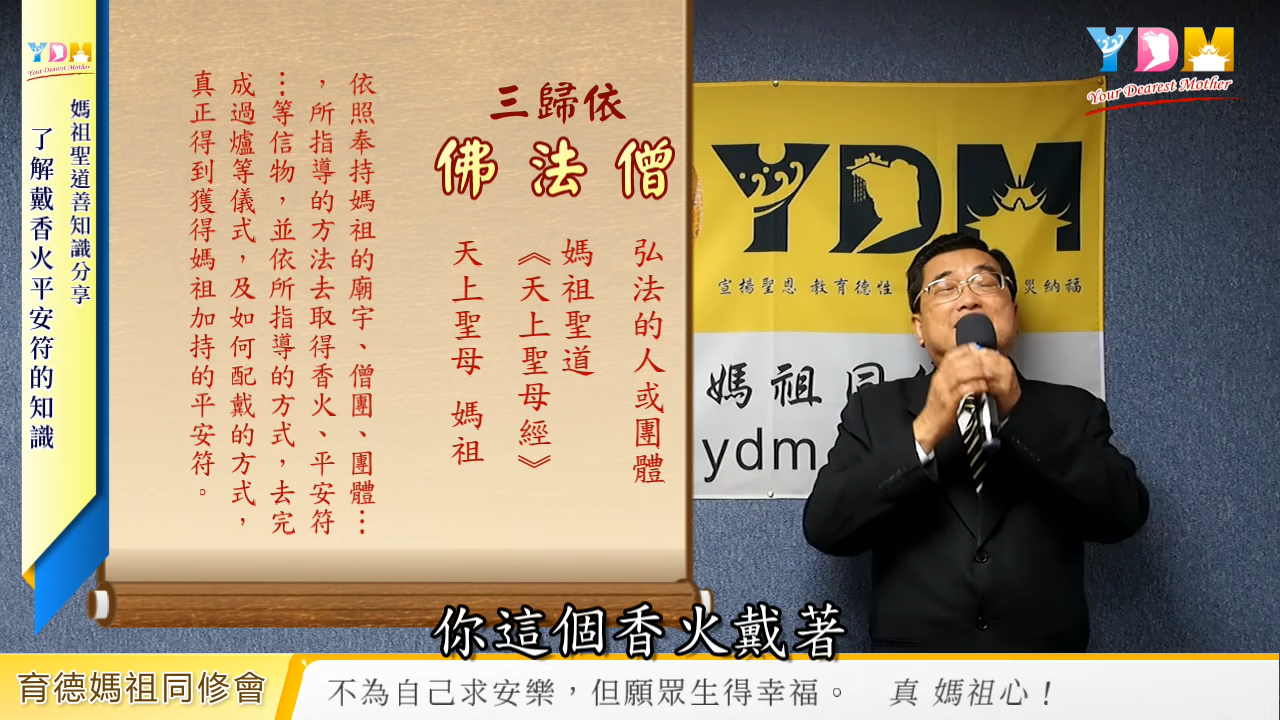 YDM
Your Dearest Mother
媽祖聖道善知識分享
了解戴香火平安符的知識
三歸依
佛 法 僧
弘法的人或團體
媽祖聖道
《天上聖母經》
天上聖母 媽祖
依照奉持媽祖的廟宇、僧團、團體…
，所指導的方法去取得香火、平安符
…等信物，並依所指導的方式，去完
成過爐等儀式，及如何配戴的方式，
真正得到獲得媽祖加持的平安符。
YDM
Your Dearest Mother
YDM
宣揚聖恩 教育德性 災納福
媽祖同
ydm
你這個香火戴著
育德媽祖同修會
不為自己求安樂，但願眾生得幸福。 真 媽祖心！